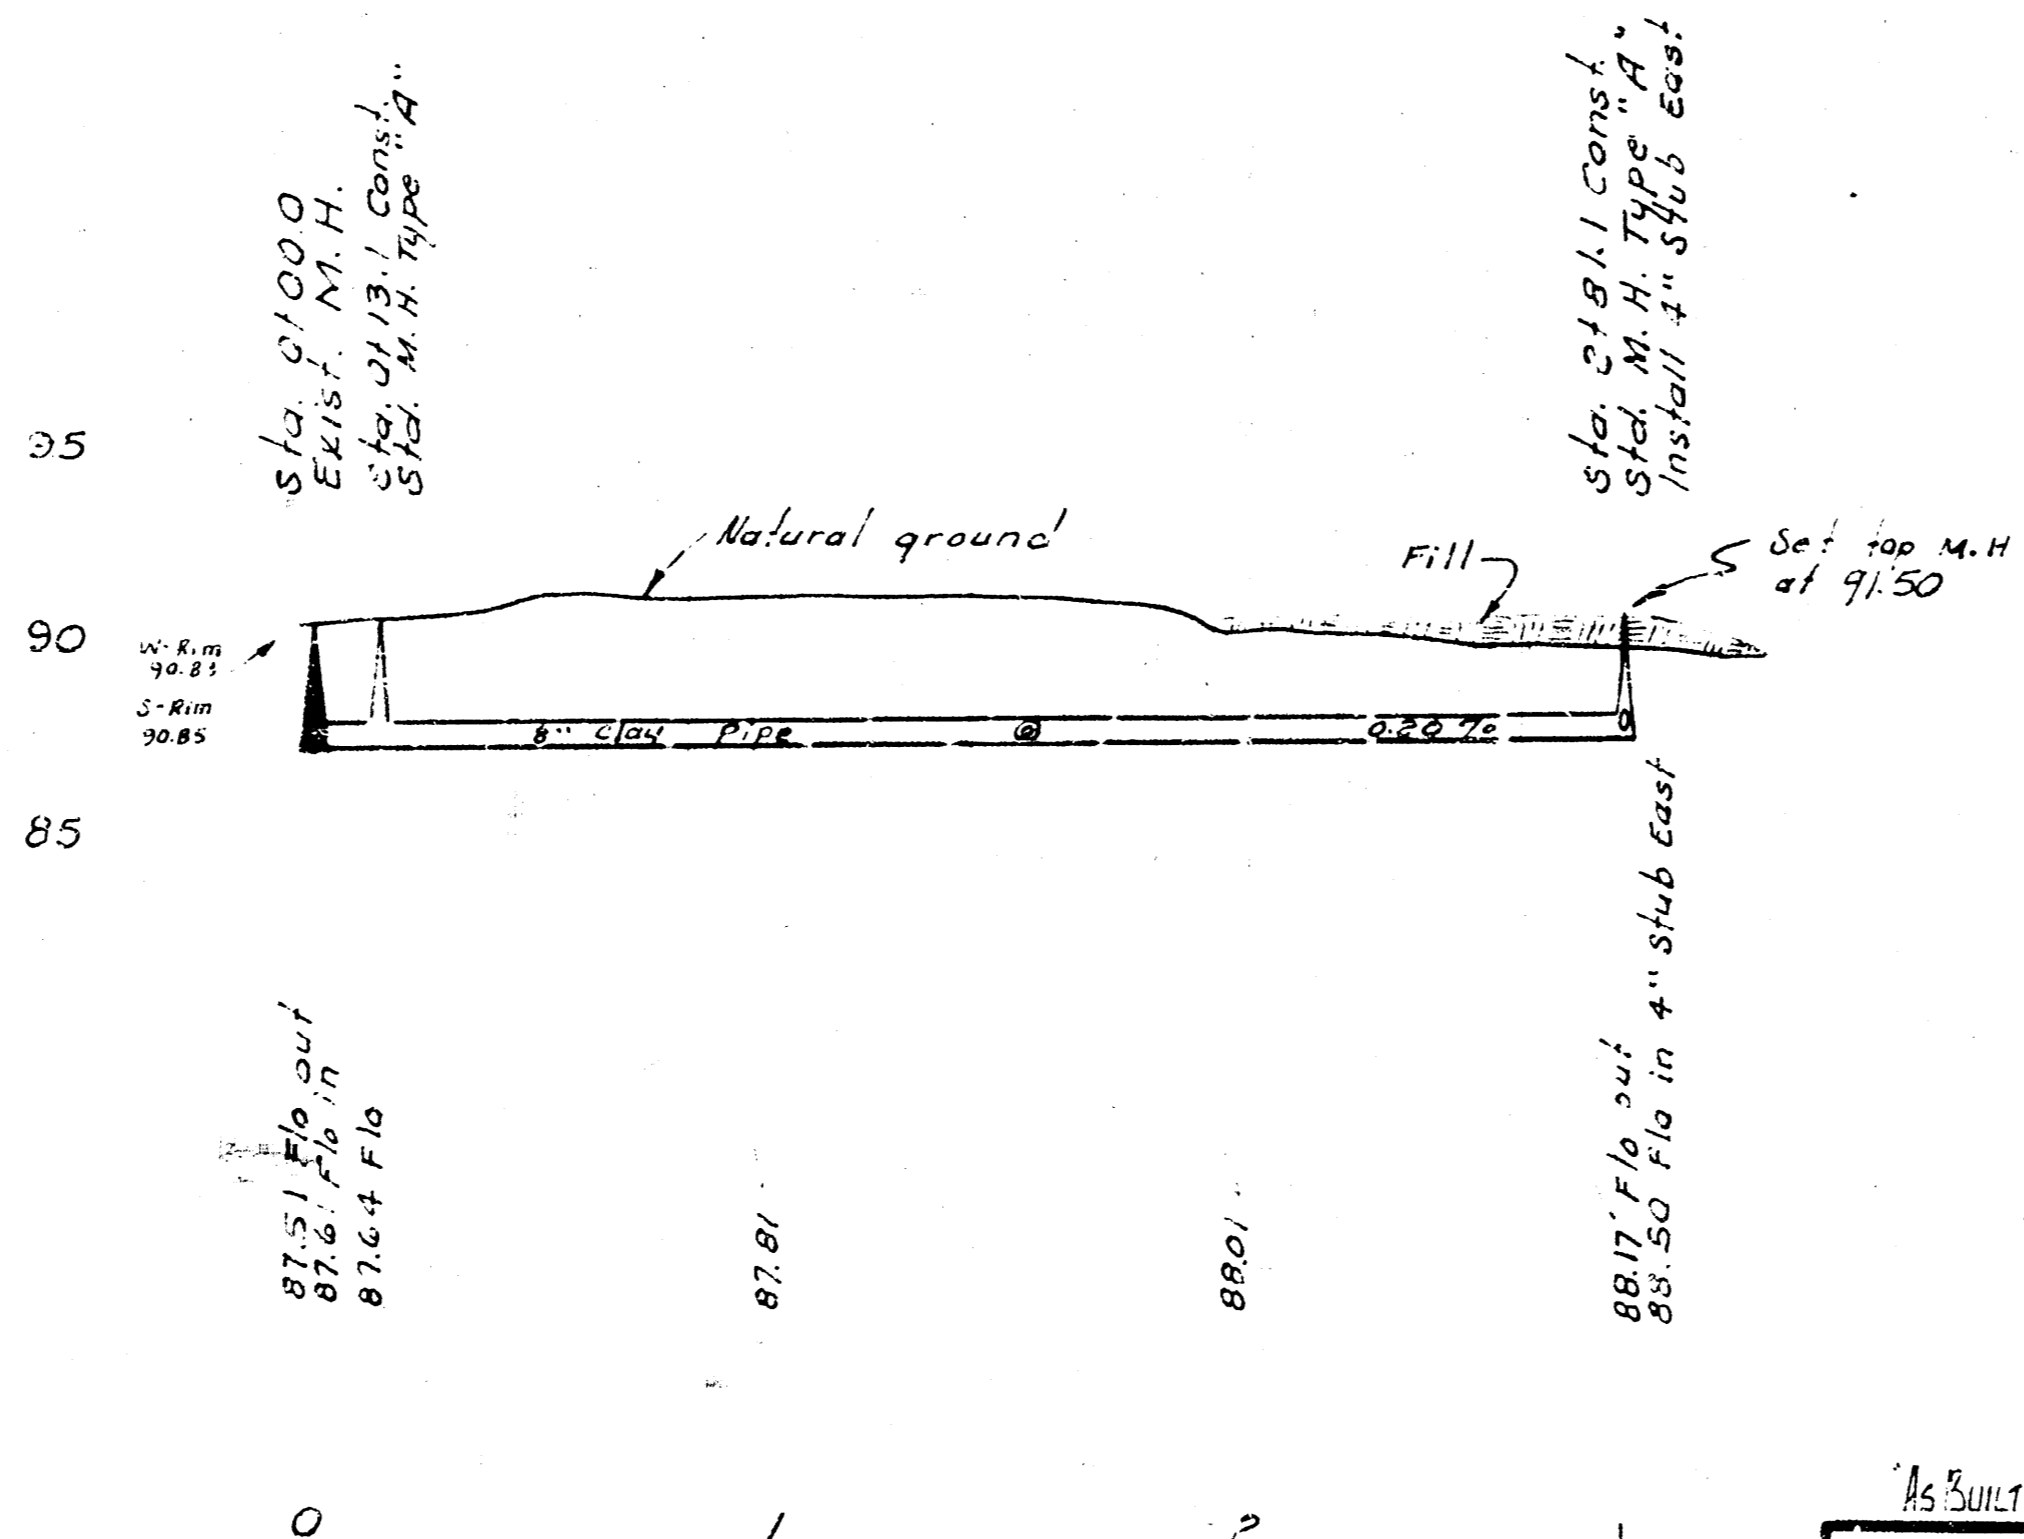 Sta. 0+00.0
Exist. M.H.
Sta. 0+13.1 Const.
Std. M.H. Type "A"
Sta. 2+81.1 Const.
Std. M.H. Type "A"
Install 4" Stub East
95
Natural ground
Fill
Set top M.H
at 91.50
90
W-Rim
90.83
S-Rim
90.85
8" Clay Pipe @ 0.20 %
85
87.51 Flo out
87.61 Flo in
87.64 Flo
87.81
88.01
88.17 Flo out
88.50 Flo in 4" Stub East
As Built
0
1
2